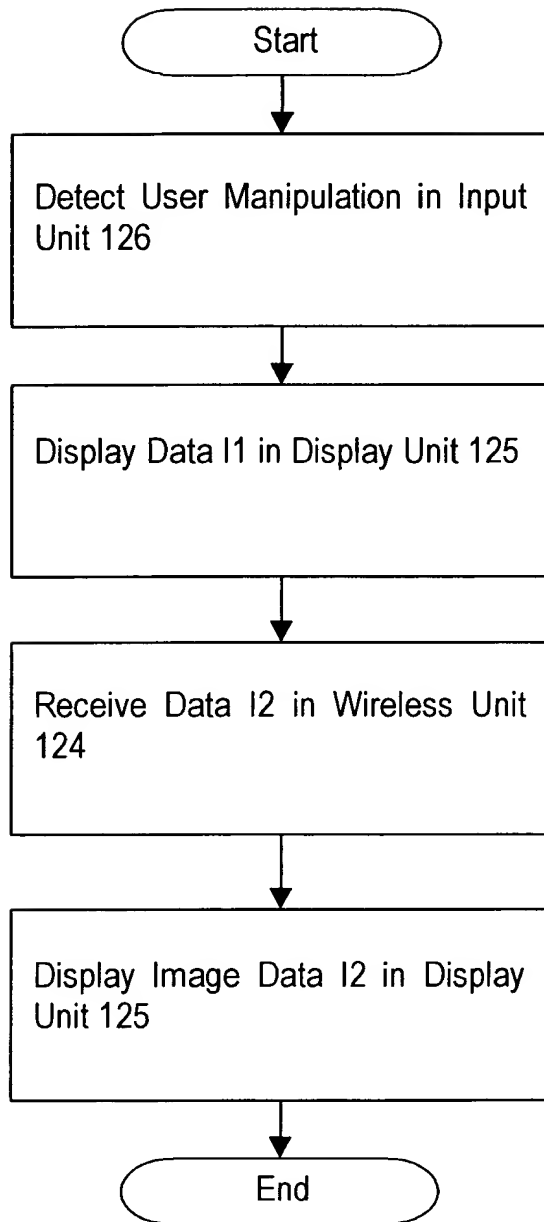 Start
Detect User Manipulation in Input
Unit 126
Display Data I1 in Display Unit 125
Receive Data I2 in Wireless Unit
124
Display Image Data I2 in Display
Unit 125
End